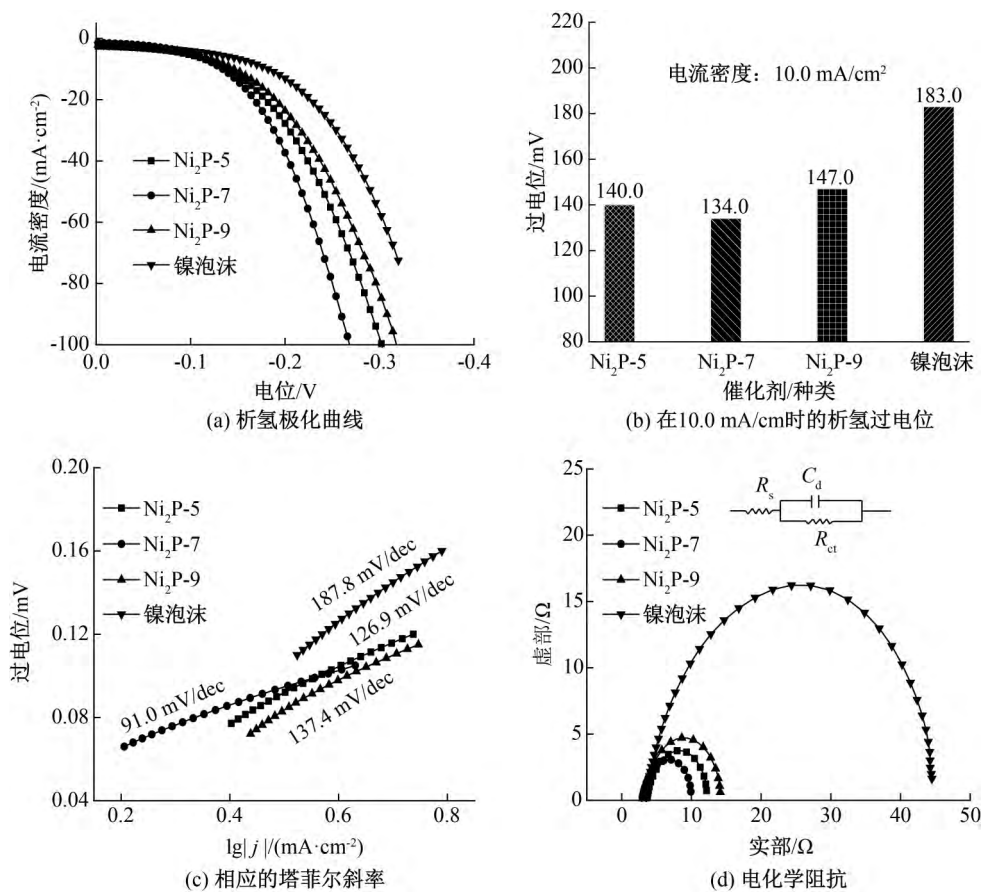 0
-20
-40
-60
-80
-100
0.0
-0.1
-0.2
-0.3
-0.4
电流密度/(mA·cm⁻²)
Ni₂P-5
Ni₂P-7
Ni₂P-9
镍泡沫
电位/V
(a) 析氢极化曲线
220
200
180
160
140
120
100
80
过电位/mV
电流密度：10.0 mA/cm²
140.0
134.0
147.0
183.0
Ni₂P-5
Ni₂P-7
Ni₂P-9
镍泡沫
催化剂/种类
(b) 在10.0 mA/cm时的析氢过电位
0.20
0.16
0.12
0.08
0.04
过电位/mV
Ni₂P-5
Ni₂P-7
Ni₂P-9
镍泡沫
187.8 mV/dec
126.9 mV/dec
91.0 mV/dec
137.4 mV/dec
0.2
0.4
0.6
0.8
lg|j|/(mA·cm⁻²)
(c) 相应的塔菲尔斜率
25
20
15
10
5
0
虚部/Ω
Ni₂P-5
Ni₂P-7
Ni₂P-9
镍泡沫
Rs
Cd
Rct
0
10
20
30
40
50
实部/Ω
(d) 电化学阻抗